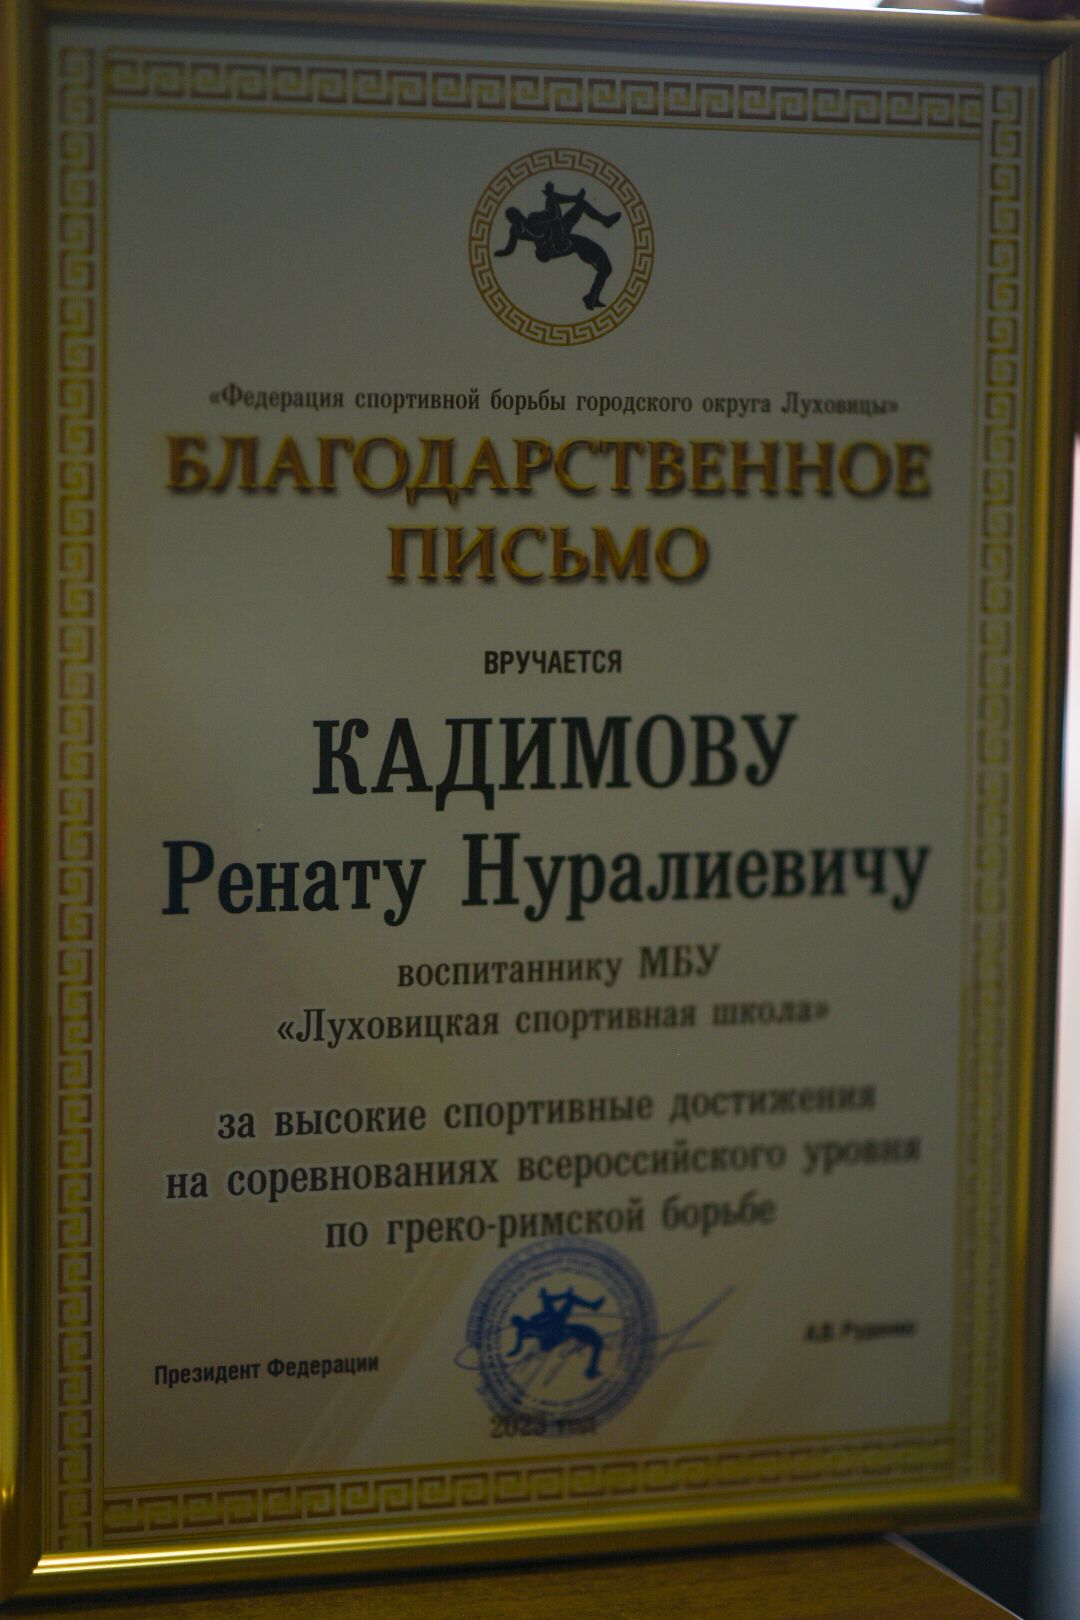 «Федерация спортивной борьбы городского округа Луховицы»
БЛАГОДАРСТВЕННОЕ
ПИСЬМО
ВРУЧАЕТСЯ
КАДИМОВУ
Ренату Нуралиевичу
воспитаннику МБУ
«Луховицкая спортивная школа»
за высокие спортивные достижения
на соревнованиях всероссийского уровня
по греко-римской борьбе
Президент Федерации
год